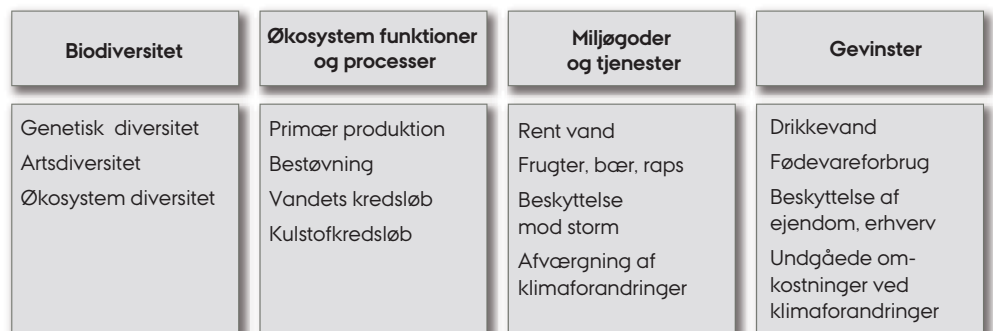 Biodiversitet
Genetisk diversitet
Artsdiversitet
Økosystem diversitet
Økosystem funktioner
og processer
Primær produktion
Bestøvning
Vandets kredsløb
Kulstofkredsløb
Miljøgoder
og tjenester
Rent vand
Frugter, bær, raps
Beskyttelse
mod storm
Afværgning af
klimaforandringer
Gevinster
Drikkevand
Fødevareforbrug
Beskyttelse af
ejendom, erhverv
Undgåede om-
kostninger ved
klimaforandringer